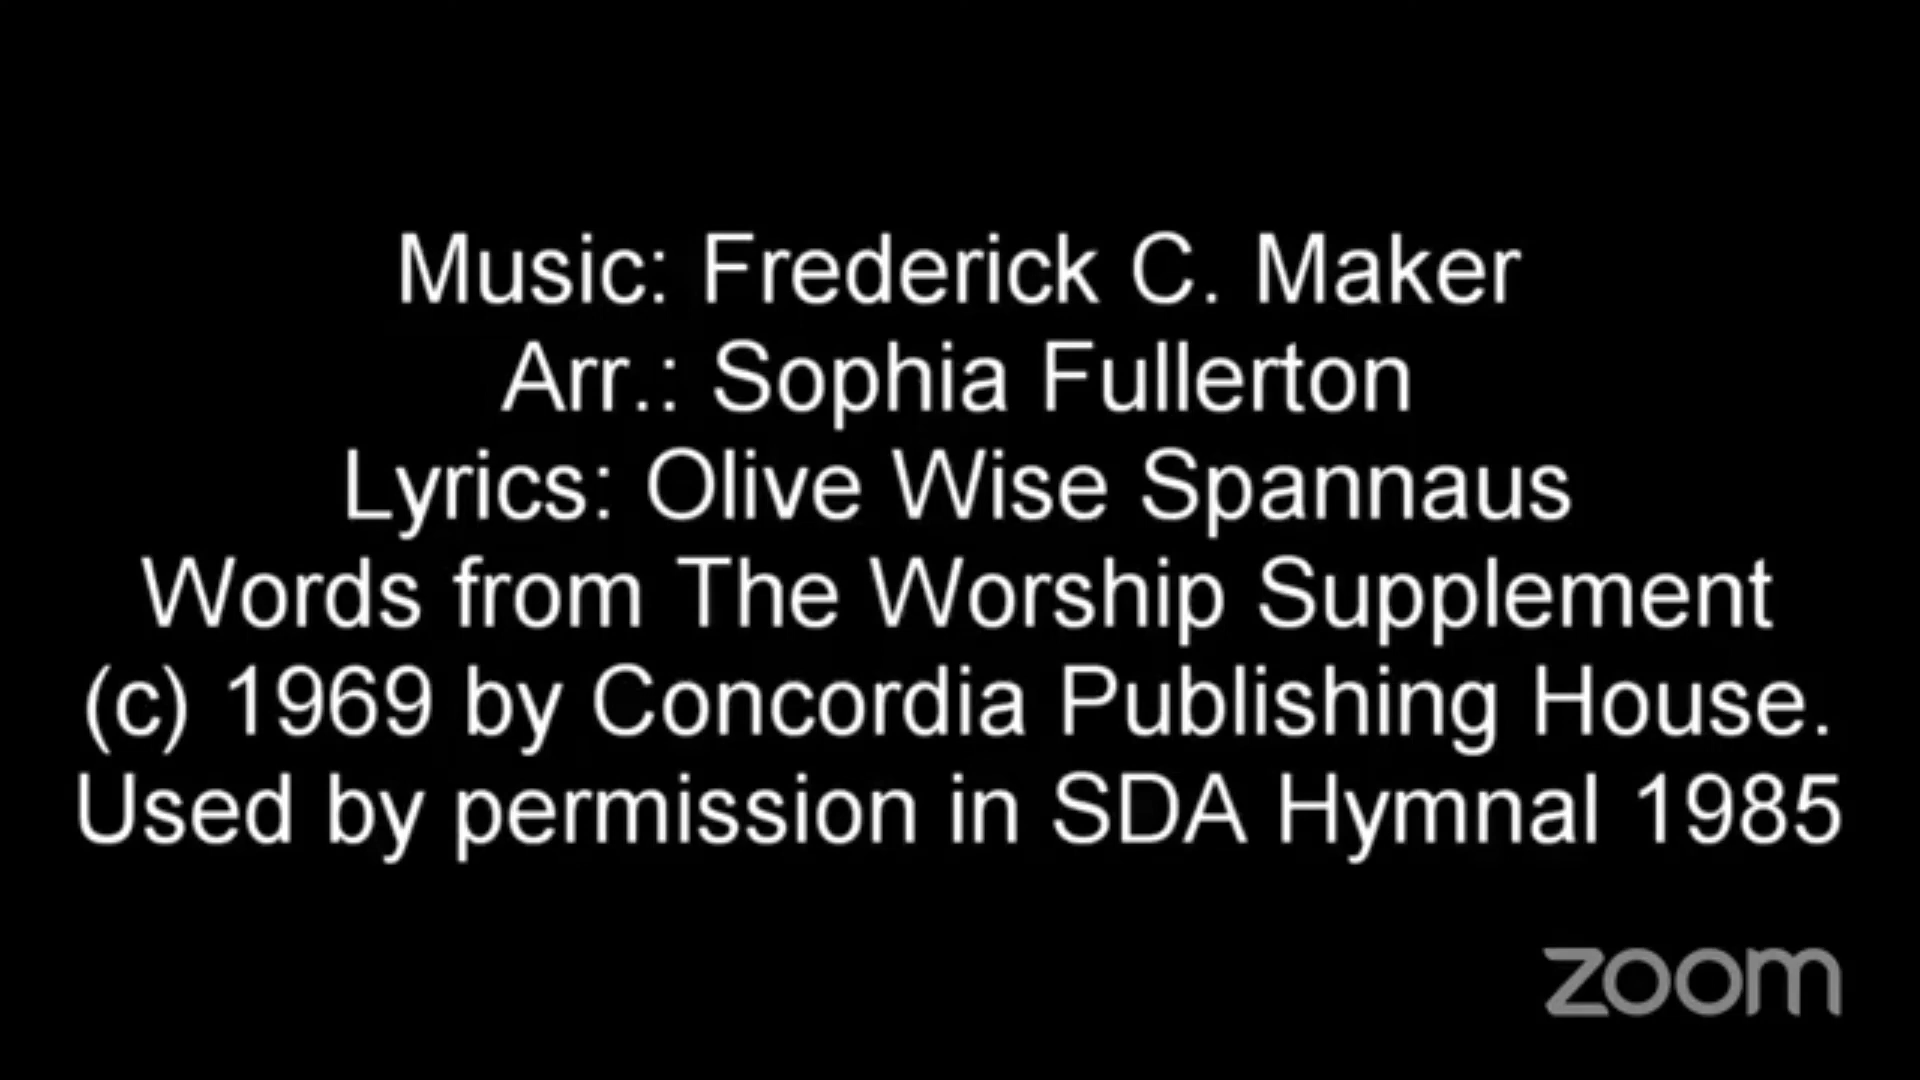 Music: Frederick C. Maker
Arr.: Sophia Fullerton
Lyrics: Olive Wise Spannaus
Words from The Worship Supplement
(c) 1969 by Concordia Publishing House.
Used by permission in SDA Hymnal 1985
zoom